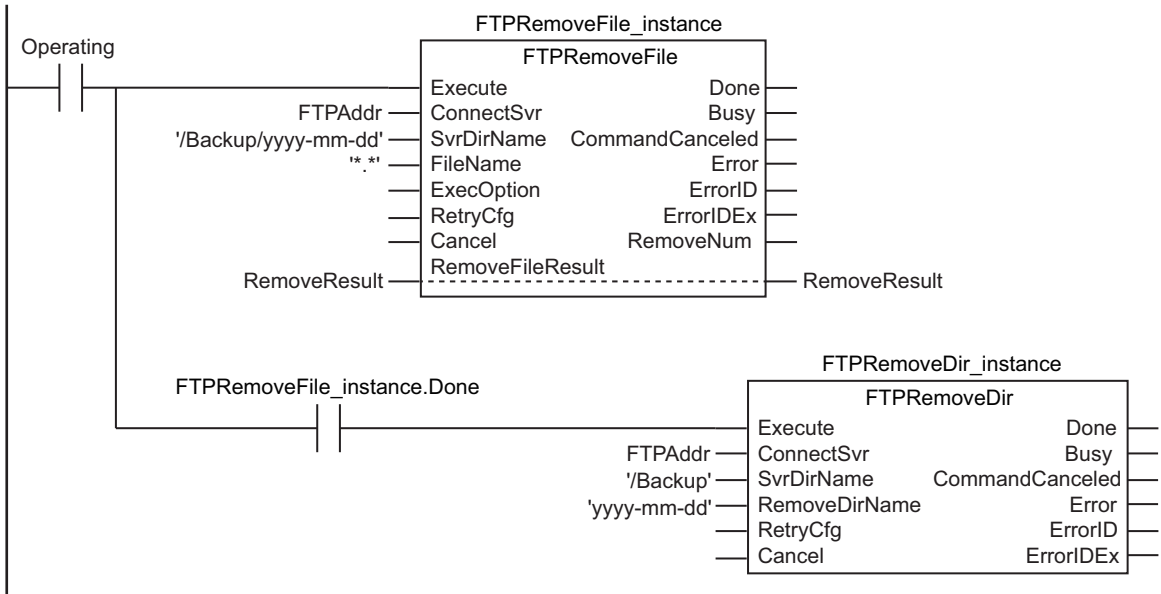 FTPRemoveFile_instance
Operating
FTPRemoveFile
Execute Done
FTPAddr ConnectSvr Busy
'/Backup/yyyy-mm-dd' SvrDirName CommandCanceled
'*.*' FileName Error
ExecOption ErrorID
RetryCfg ErrorIDEx
Cancel RemoveNum
RemoveFileResult
RemoveResult RemoveResult
FTPRemoveDir_instance
FTPRemoveFile_instance.Done
FTPRemoveDir
Execute Done
FTPAddr ConnectSvr Busy
'/Backup' SvrDirName CommandCanceled
'yyyy-mm-dd' RemoveDirName Error
RetryCfg ErrorID
Cancel ErrorIDEx